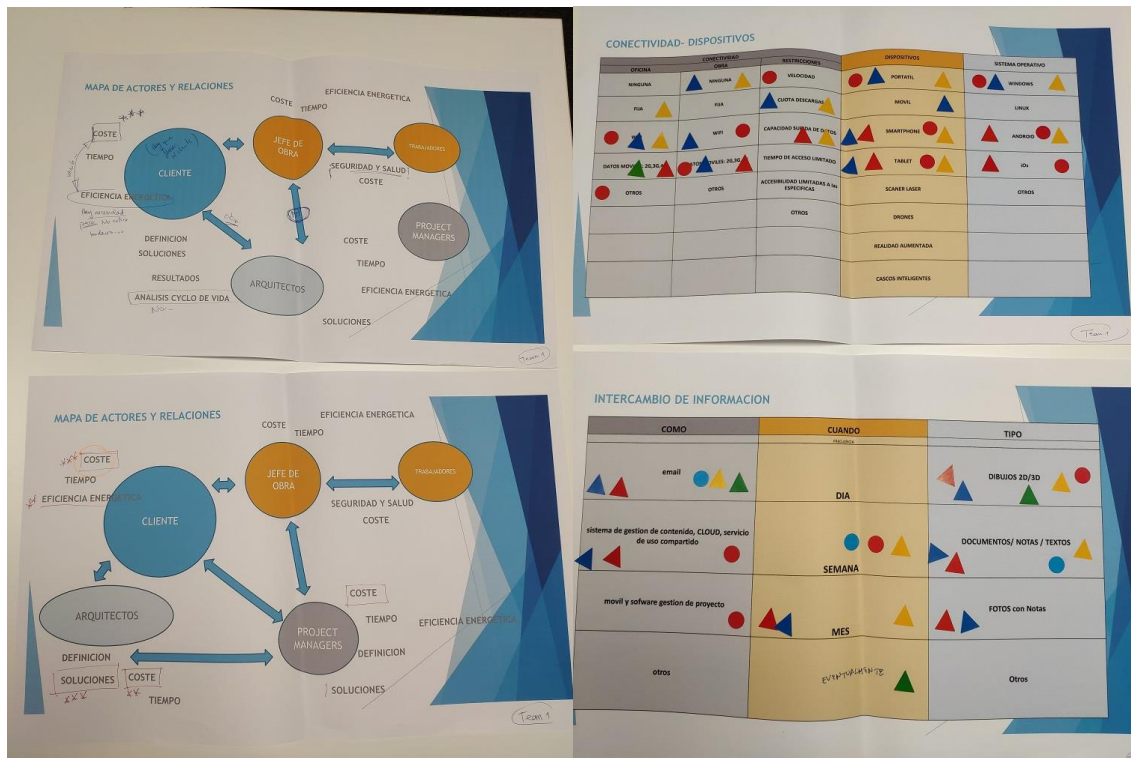 MAPA DE ACTORES Y RELACIONES
EFICIENCIA ENERGETICA
COSTE
TIEMPO
COSTE
TIEMPO
CLIENTE
JEFE DE
OBRA
TRABAJADORES
SEGURIDAD Y SALUD
COSTE
EFICIENCIA ENERGETICA
PROJECT
MANAGERS
DEFINICION
SOLUCIONES
COSTE
TIEMPO
RESULTADOS
ARQUITECTOS
EFICIENCIA ENERGETICA
ANALISIS CYCLO DE VIDA
NO-
SOLUCIONES
Team 1
CONECTIVIDAD- DISPOSITIVOS
CONECTIVIDAD
DISPOSITIVOS
SISTEMA OPERATIVO
OFICINA
OBRA
RESTRICCIONES
NINGUNA
NINGUNA
VELOCIDAD
PORTATIL
WINDOWS
FIJA
FIJA
CUOTA DESCARGAS
MOVIL
LINUX
WIFI
CAPACIDAD SUBIDA DE DATOS
SMARTPHONE
ANDROID
DATOS MOVILES: 2G,3G,4
MOVILES: 2G,3G
TIEMPO DE ACCESO LIMITADO
TABLET
iOs
OTROS
OTROS
ACCESIBILIDAD LIMITADAS A
ESPECIFICAS
SCANER LASER
OTROS
OTROS
DRONES
REALIDAD AUMENTADA
CASCOS INTELIGENTES
Team 1
MAPA DE ACTORES Y RELACIONES
EFICIENCIA ENERGETICA
COSTE
TIEMPO
COSTE
TIEMPO
EFICIENCIA ENERGETICA
CLIENTE
JEFE DE
OBRA
TRABAJADORES
SEGURIDAD Y SALUD
COSTE
ARQUITECTOS
COSTE
TIEMPO
EFICIENCIA ENERGETICA
PROJECT
MANAGERS
DEFINICION
DEFINICION
SOLUCIONES
COSTE
TIEMPO
SOLUCIONES
Team 1
INTERCAMBIO DE INFORMACION
COMO
CUANDO
TIPO
email
DIA
DIBUJOS 2D/3D
sistema de gestion de contenido, CLOUD, servicio
de uso compartido
SEMANA
DOCUMENTOS/ NOTAS / TEXTOS
movil y sofware gestion de proyecto
MES
FOTOS con Notas
otros
EVENTUALMENTE
Otros